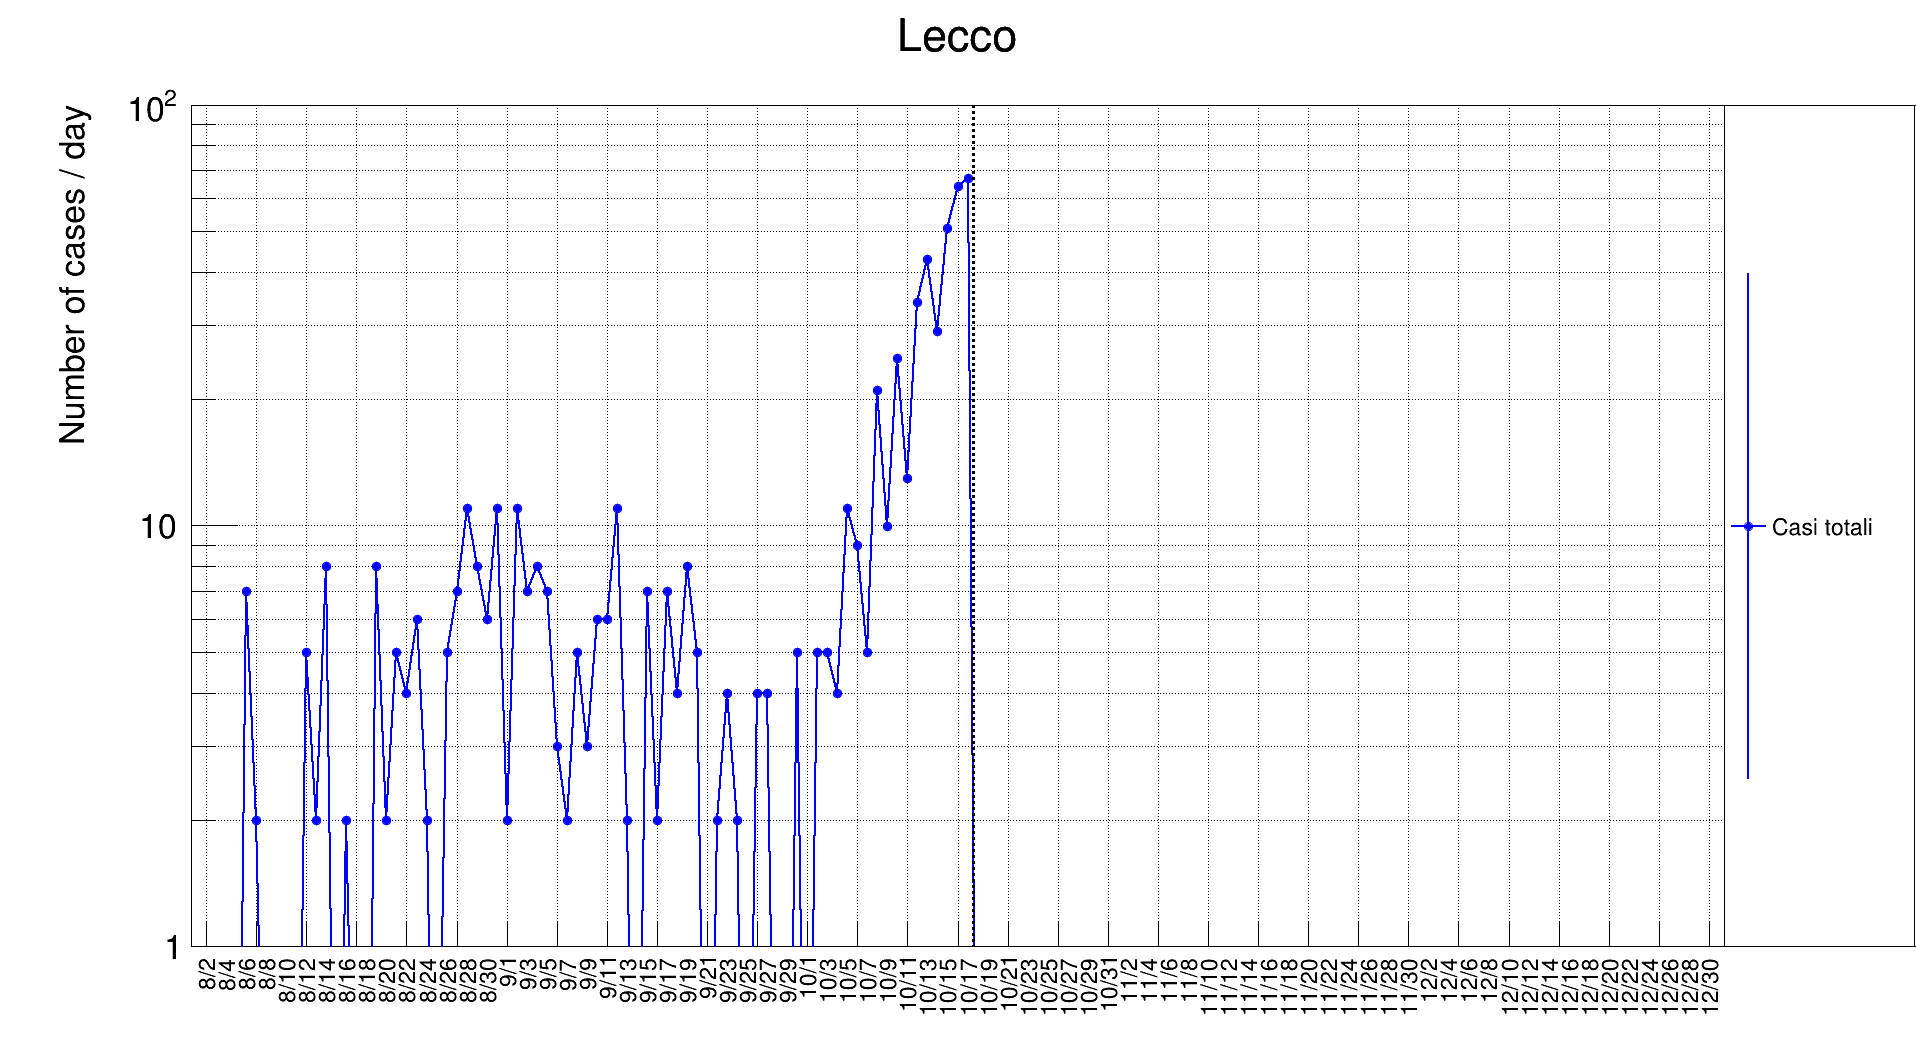 Lecco
Number of cases / day
10²
10
1
8/2 8/4 8/6 8/8 8/10 8/12 8/14 8/16 8/18 8/20 8/22 8/24 8/26 8/28 8/30 9/1 9/3 9/5 9/7 9/9 9/11 9/13 9/15 9/17 9/19 9/21 9/23 9/25 9/27 9/29 10/1 10/3 10/5 10/7 10/9 10/11 10/13 10/15 10/17 10/19 10/21 10/23 10/25 10/27 10/29 10/31 11/2 11/4 11/6 11/8 11/10 11/12 11/14 11/16 11/18 11/20 11/22 11/24 11/26 11/28 11/30 12/2 12/4 12/6 12/8 12/10 12/12 12/14 12/16 12/18 12/20 12/22 12/24 12/26 12/28 12/30
Casi totali